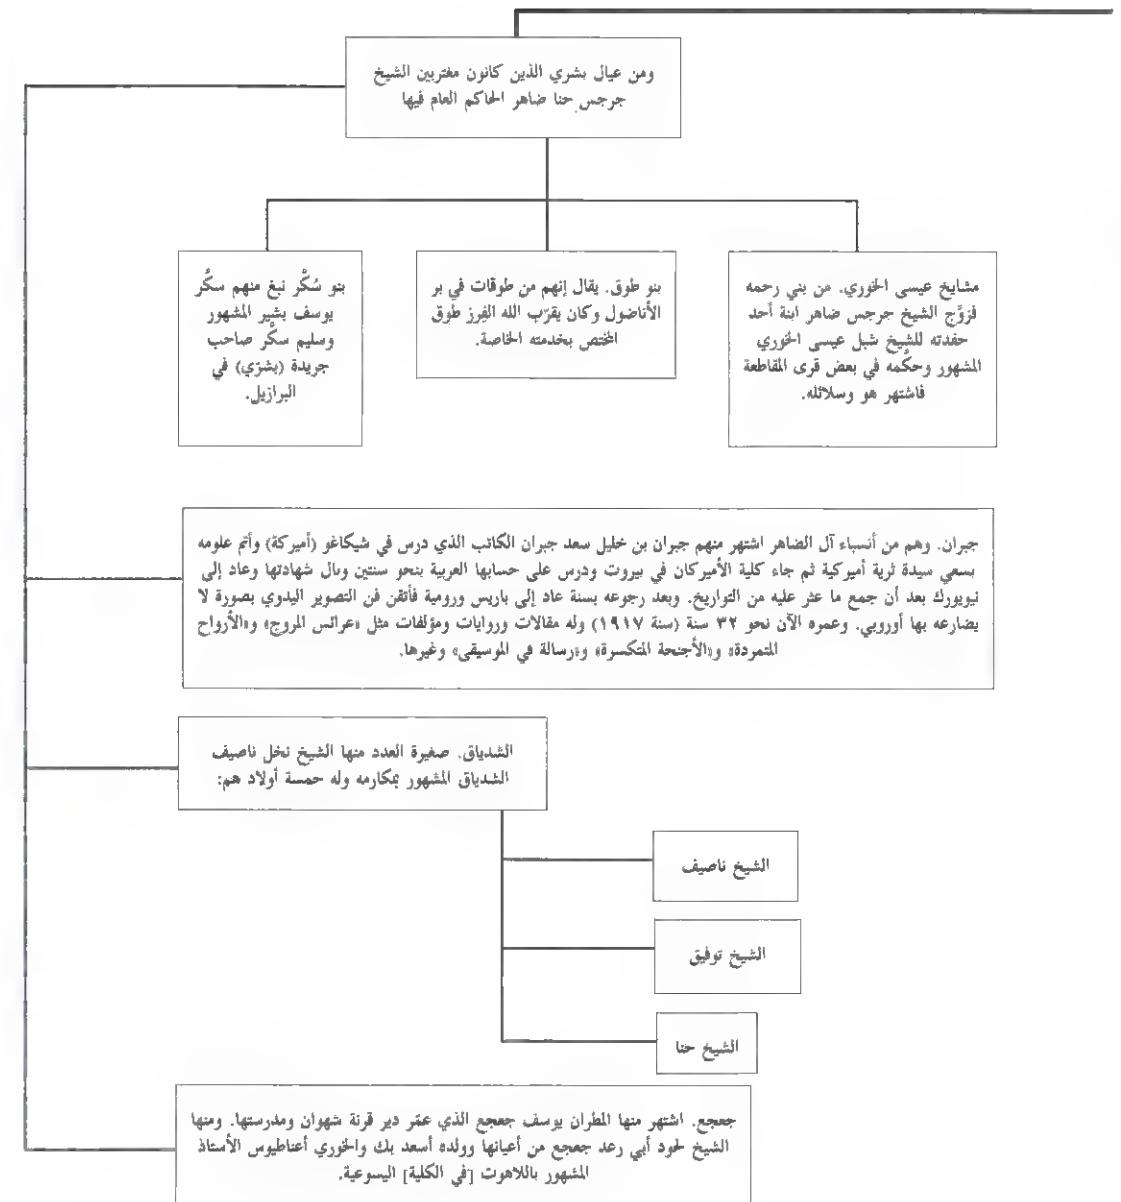 ومن عيال بشري الذين كانون مغتربين الشيخ
جرجس حنا ضاهر الحاكم العام فيها
مشايخ عيسى الخوري. من بني رحمه
فزوَّج الشيخ جرجس ضاهر ابنة أحد
حفدته للشيخ شبل عيسى الخوري
المشهور وحكَّمه في بعض قرى المقاطعة
فاشتهر هو وسلائله.
بنو طوق. يقال إنهم من طوقات في بر
الأناضول وكان يقرّب الله الفِرز طوق
المختص بخدمته الخاصة.
بنو سُكَّر نبغ منهم سكَّر
يوسف بشير المشهور
وسليم سكَّر صاحب
جريدة (بشرّي) في
البرازيل.
جبران. وهم من أنسباء آل الضاهر اشتهر منهم جبران بن خليل سعد جبران الكاتب الذي درس في شيكاغو (أميركة) وأتم علومه
بسعي سيدة ثرية أميركية ثم جاء كلية الأميركان في بيروت ودرس على حسابها العربية بنحو سنتين ونال شهادتها وعاد إلى
نيويورك بعد أن جمع ما عثر عليه من التواريخ. وبعد رجوعه بسنة عاد إلى باريس ورومية فأتقن فن التصوير اليدوي بصورة لا
يضارعه بها أوروبي. وعمره الآن نحو ٣٢ سنة (سنة ١٩١٧) وله مقالات وروايات ومؤلفات مثل «عرائس المروج» و«الأرواح
المتمردة» و«الأجنحة المتكسرة» و«رسالة في الموسيقى» وغيرها.
الشدياق. صغيرة العدد منها الشيخ نخل ناصيف
الشدياق المشهور بمكارمه وله خمسة أولاد هم:
الشيخ ناصيف
الشيخ توفيق
الشيخ حنا
جعجع. اشتهر منها المطران يوسف جعجع الذي عمّر دير قرنة شهوان ومدرستها. ومنها
الشيخ لحود أبي رعد جعجع من أعيانها وولده أسعد بك والخوري أغناطيوس الأستاذ
المشهور باللاهوت [في الكلية] اليسوعية.